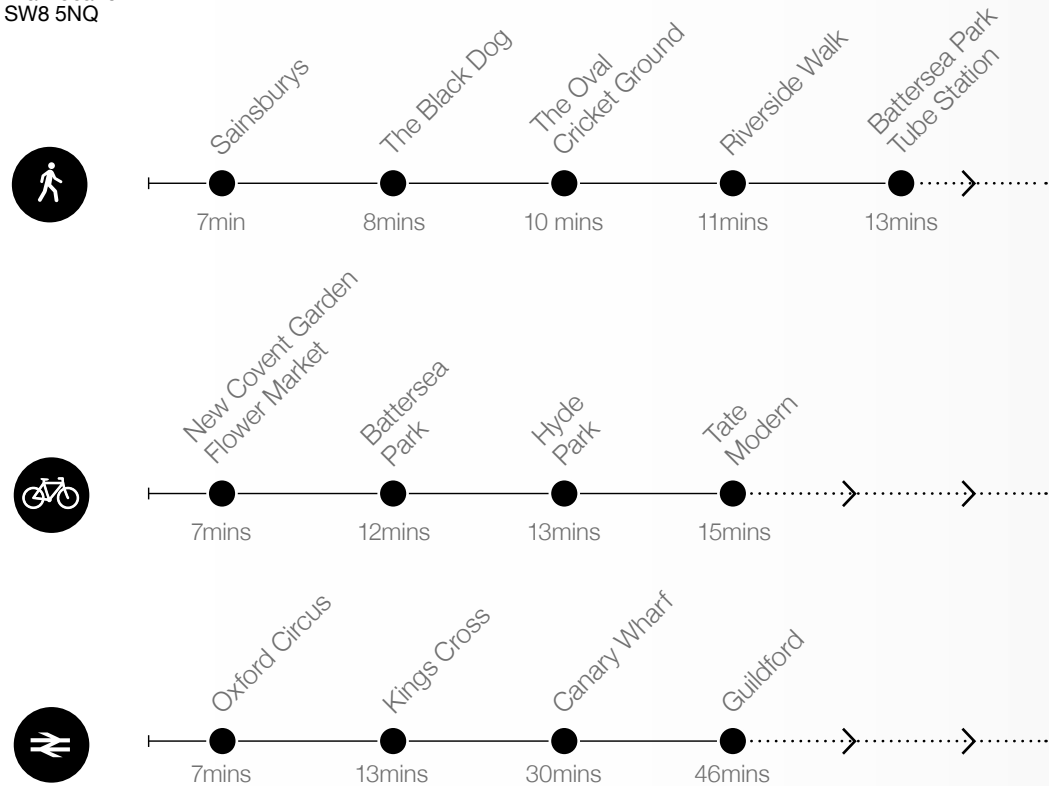 SW8 5NQ
Sainsburys
The Black Dog
The Oval
Cricket Ground
Riverside Walk
Battersea Park
Tube Station
7min
8mins
10 mins
11mins
13mins
New Covent Garden
Flower Market
Battersea
Park
Hyde
Park
Tate
Modern
7mins
12mins
13mins
15mins
Oxford Circus
Kings Cross
Canary Wharf
Guildford
7mins
13mins
30mins
46mins